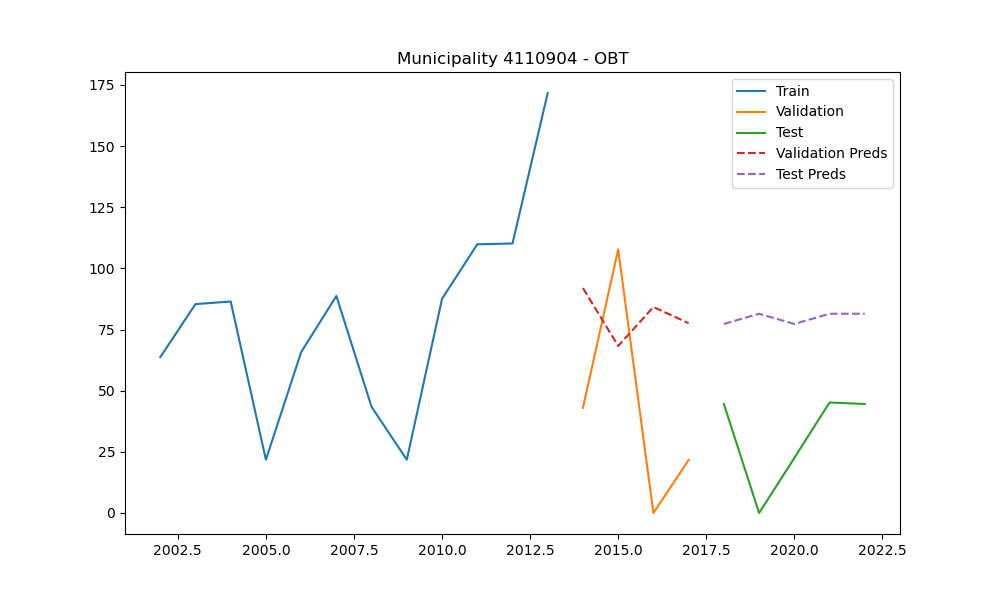 Municipality 4110904 - OBT
175
150
125
100
75
50
25
0
Train
Validation
Test
Validation Preds
Test Preds
2002.5 2005.0 2007.5 2010.0 2012.5 2015.0 2017.5 2020.0 2022.5